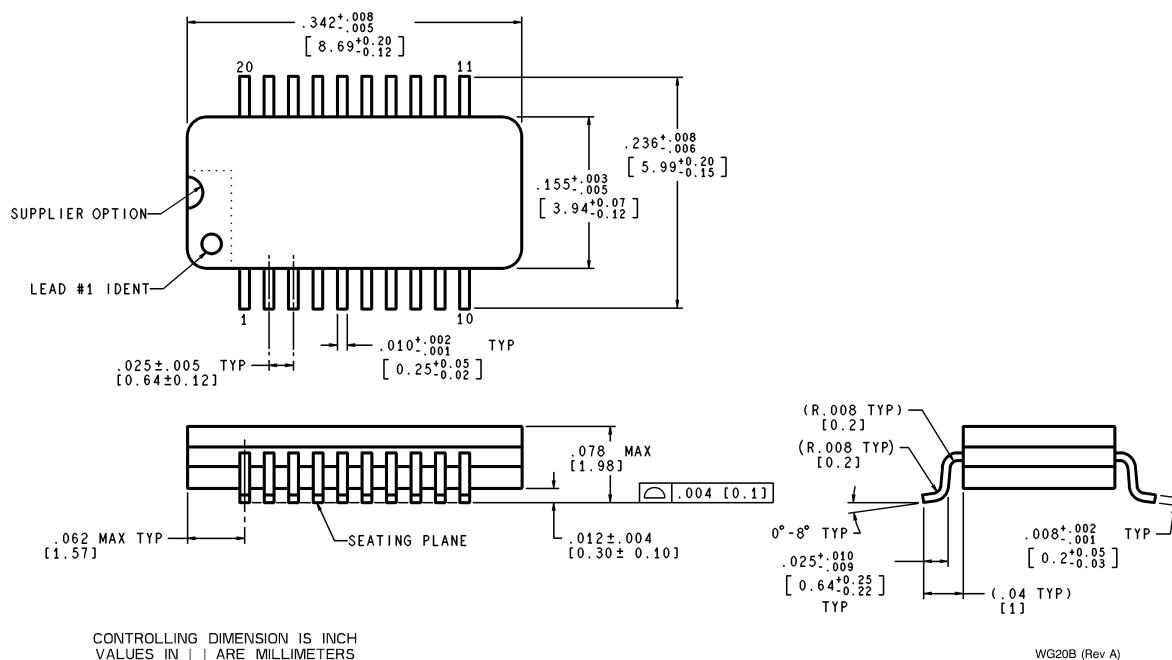 .342+.008
-.005
[ 8.69+0.20
-0.12 ]
20
11
.236+.008
-.006
[ 5.99+0.20
-0.15 ]
.155+.003
-.005
[ 3.94+0.07
-0.12 ]
SUPPLIER OPTION
LEAD #1 IDENT
1
10
.025±.005 TYP
[0.64±0.12]
.010+.002
-.001 TYP
[ 0.25+0.05
-0.02 ]
(R.008 TYP)
[0.2]
(R.008 TYP)
[0.2]
.078 MAX
[1.98]
.004 [0.1]
.062 MAX TYP
[1.57]
SEATING PLANE
.012±.004
[0.30± 0.10]
0°-8° TYP
.025+.010
-.009
[ 0.64+0.25
-0.22 ]
TYP
.008+.002
-.001 TYP
[ 0.2+0.05
-0.03 ]
(.04 TYP)
[1]
CONTROLLING DIMENSION IS INCH
VALUES IN [ ] ARE MILLIMETERS
WG20B (Rev A)